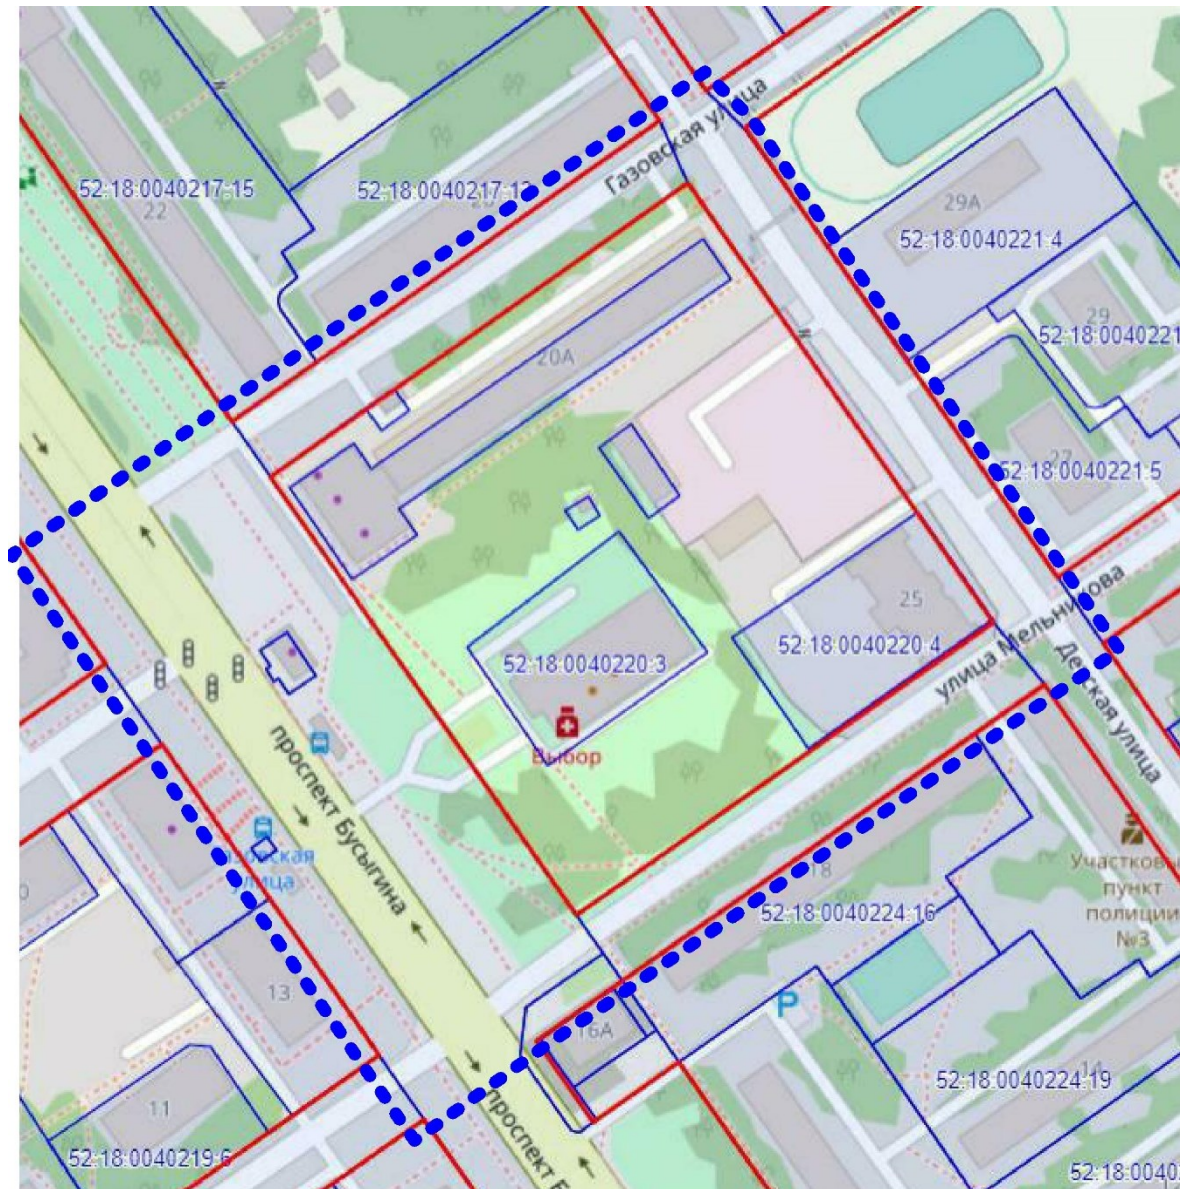 Газовская улица
52:18:0040217:15
22
52:18:0040217:12
29А
52:18:0040221:4
29
52:18:0040221
20А
27
52:18:0040221:5
25
52:18:0040220:4
52:18:0040220:3
улица Мельникова
Детская улица
Выбор
проспект Бусыгина
улица
18
52:18:0040224:16
Участковы
пункт
полиции
№3
13
P
16А
52:18:0040224:19
14
11
52:18:0040219:6
проспект Б
52:18:0040